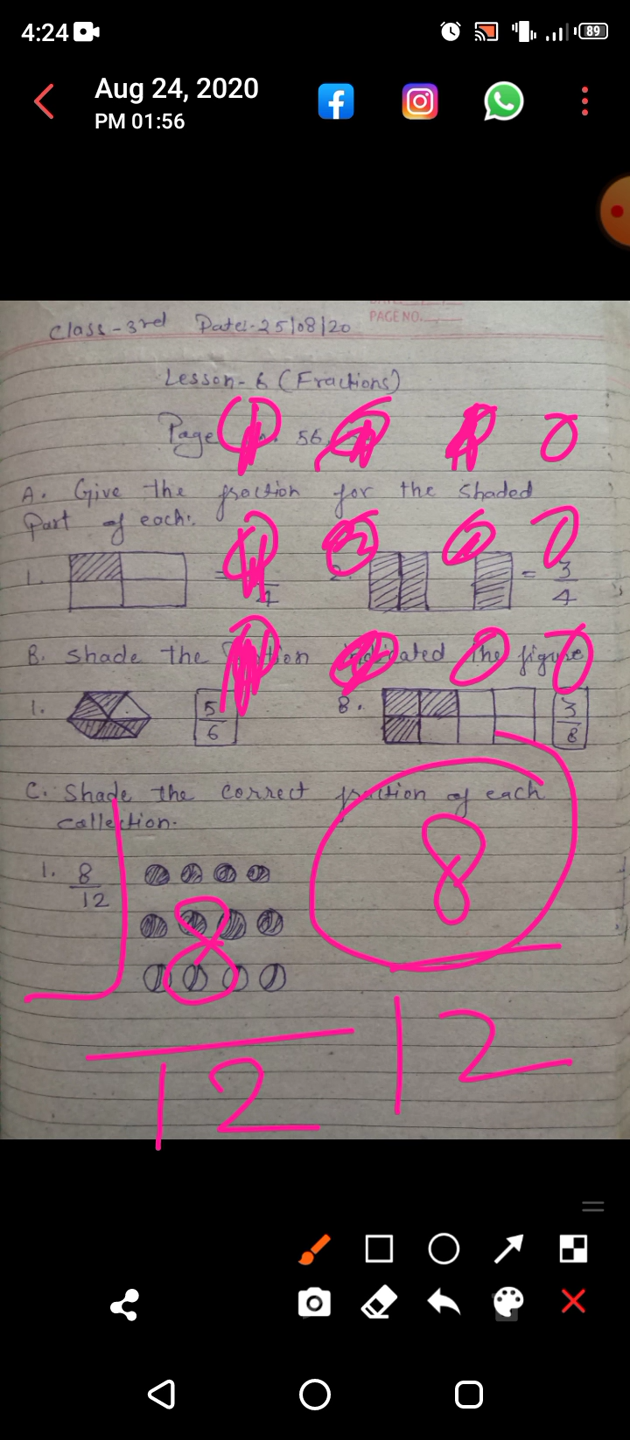 4:24
89
Aug 24, 2020
PM 01:56
PAGE NO.
Class-3rd Date:-25/08/20
Lesson-6 (Fractions)
Page 56
A. Give the fraction for the shaded
Part of each:.
1. = 4 2. = 3/4
B. Shade the the figure
1. 5/6 8. 3/8
C. Shade the correct fraction of each
collection.
1. 8/12
8/12
8/12